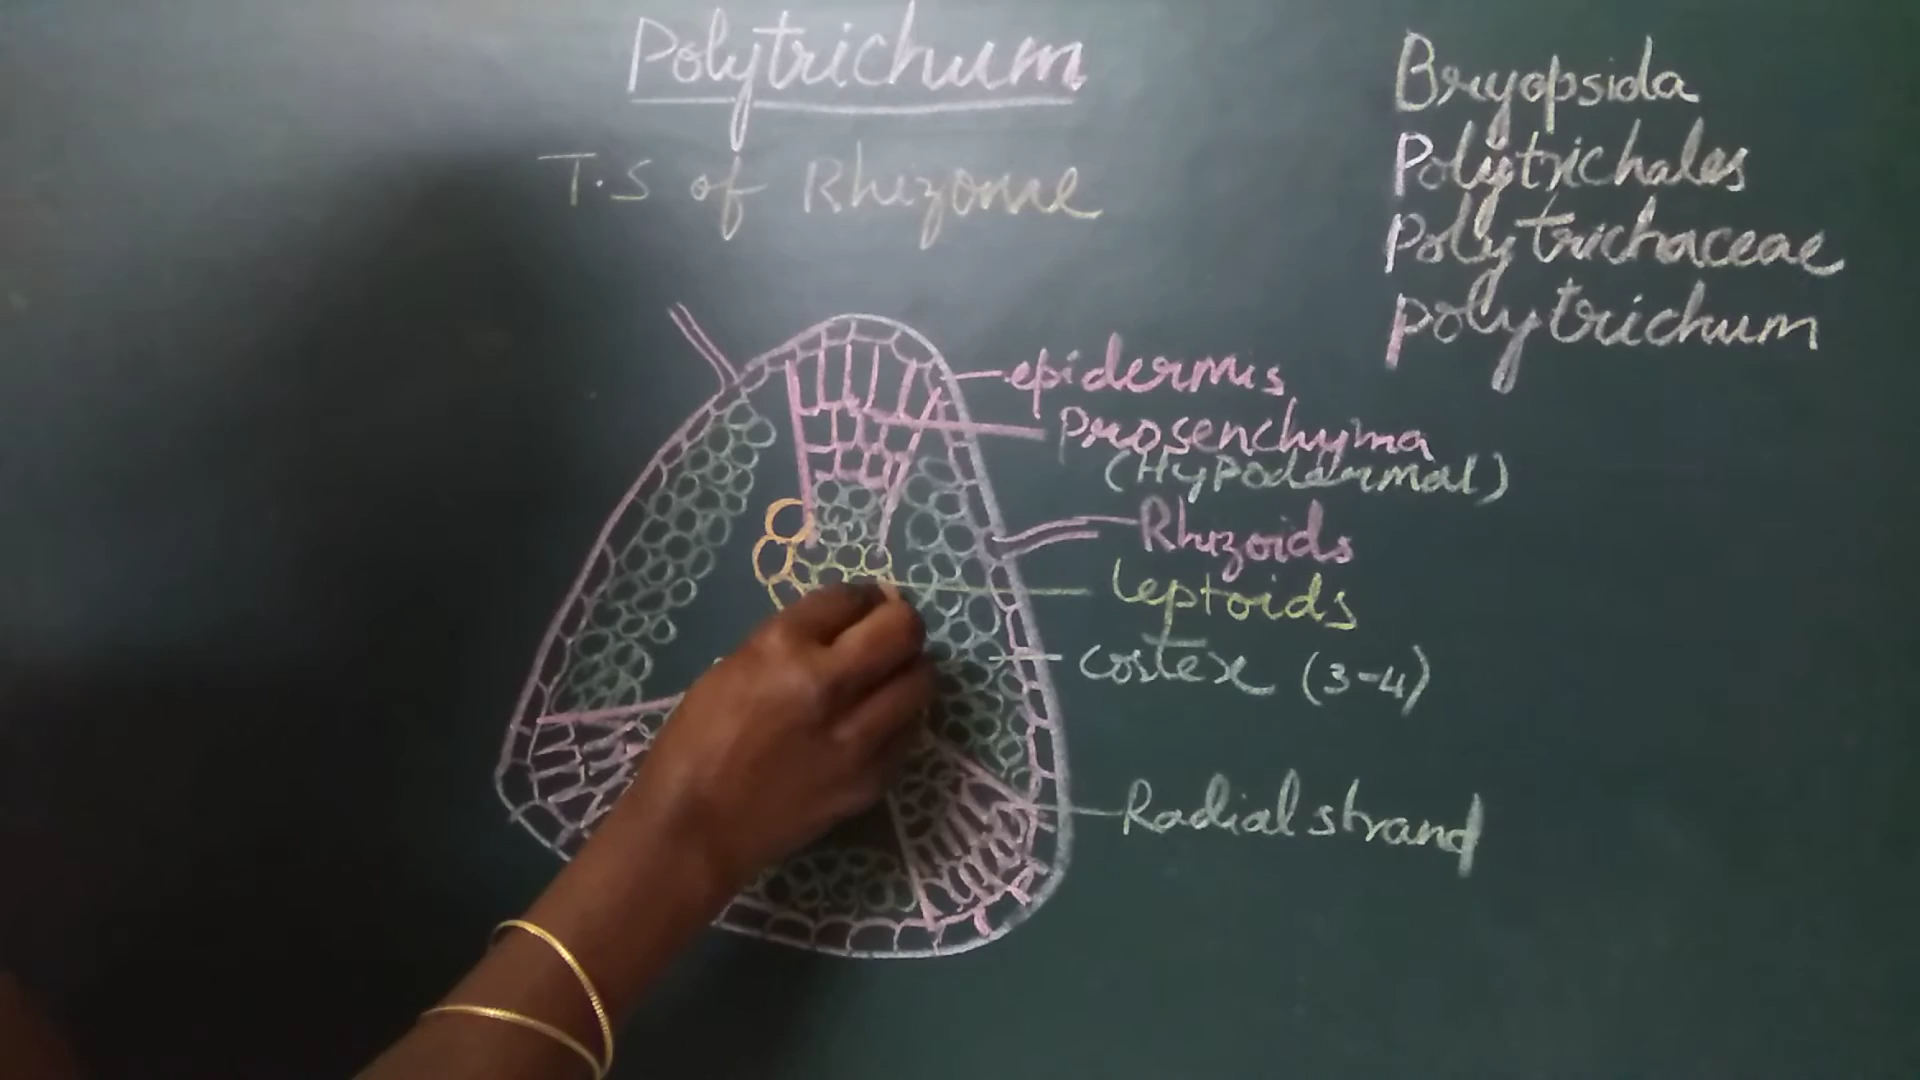 Polytrichum
T.S of Rhizome
Bryopsida
Polytrichales
Polytrichaceae
polytrichum
epidermis
Prosenchyma
(Hypodermal)
Rhizoids
Leptoids
Cortex (3-4)
Radial strand